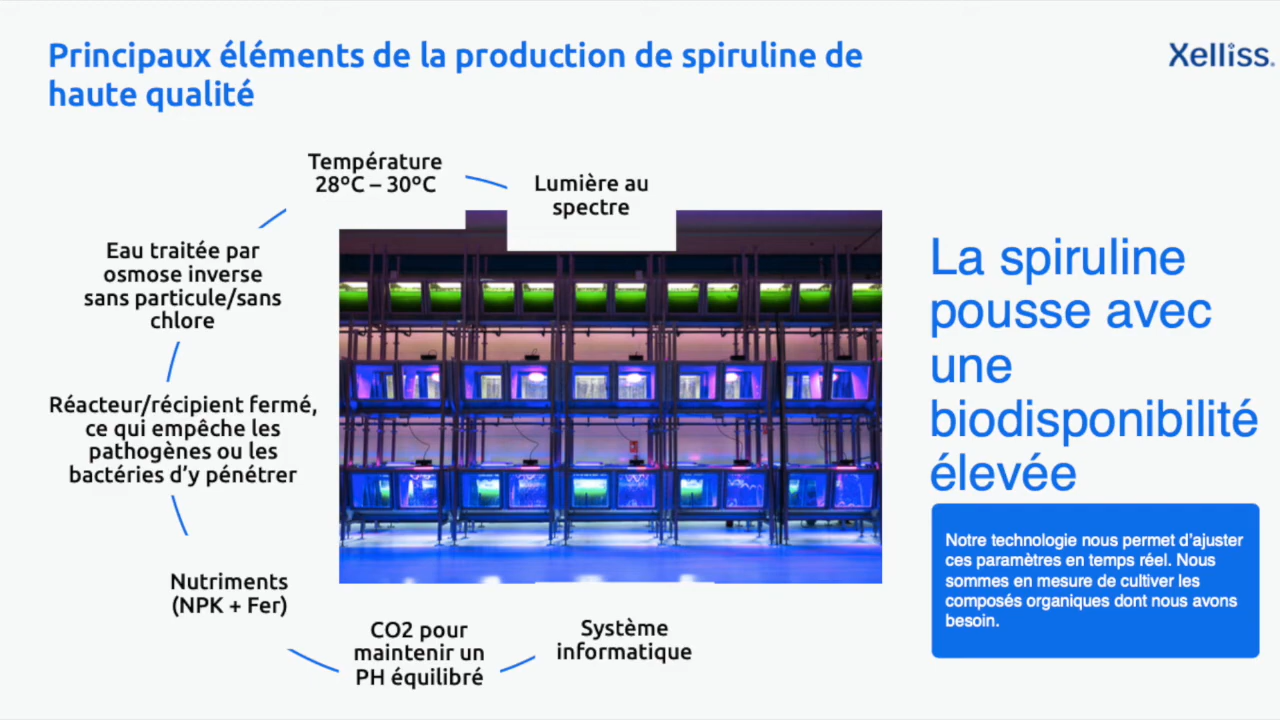 Principaux éléments de la production de spiruline de
haute qualité
Xelliss.
Température
28ºC – 30ºC
Lumière au
spectre
Eau traitée par
osmose inverse
sans particule/sans
chlore
Réacteur/récipient fermé,
ce qui empêche les
pathogènes ou les
bactéries d’y pénétrer
Nutriments
(NPK + Fer)
CO2 pour
maintenir un
PH équilibré
Système
informatique
La spiruline
pousse avec
une
biodisponibilité
élevée
Notre technologie nous permet d’ajuster
ces paramètres en temps réel. Nous
sommes en mesure de cultiver les
composés organiques dont nous avons
besoin.